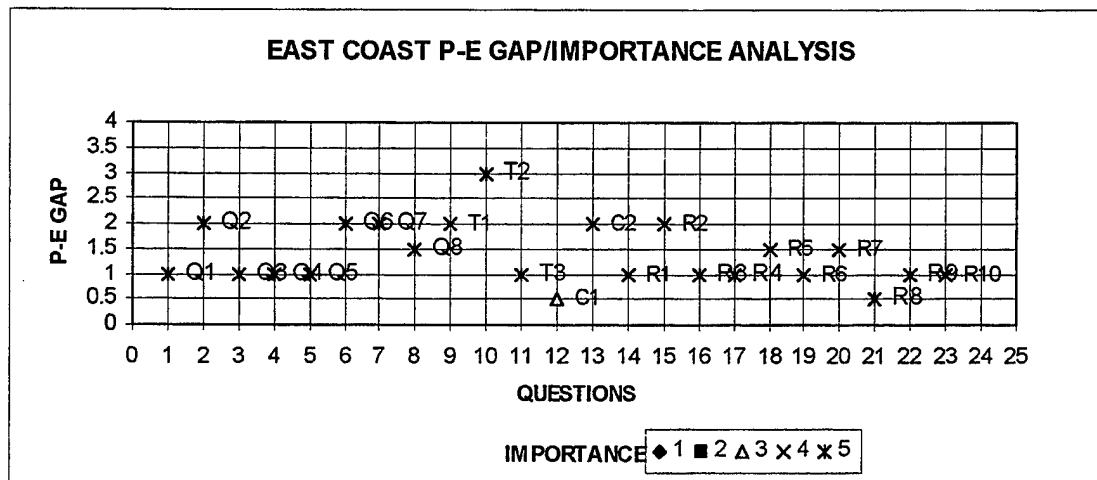 EAST COAST P-E GAP/IMPORTANCE ANALYSIS
P-E GAP
4
3.5
3
2.5
2
1.5
1
0.5
0
T2
Q2 Q6 Q7 T1 C2 R2
Q8 R5 R7
Q1 Q3 Q4 Q5 T3 R1 R3 R4 R6 R9 R10
C1 R8
0 1 2 3 4 5 6 7 8 9 10 11 12 13 14 15 16 17 18 19 20 21 22 23 24 25
QUESTIONS
IMPORTANCE 1 2 3 4 5